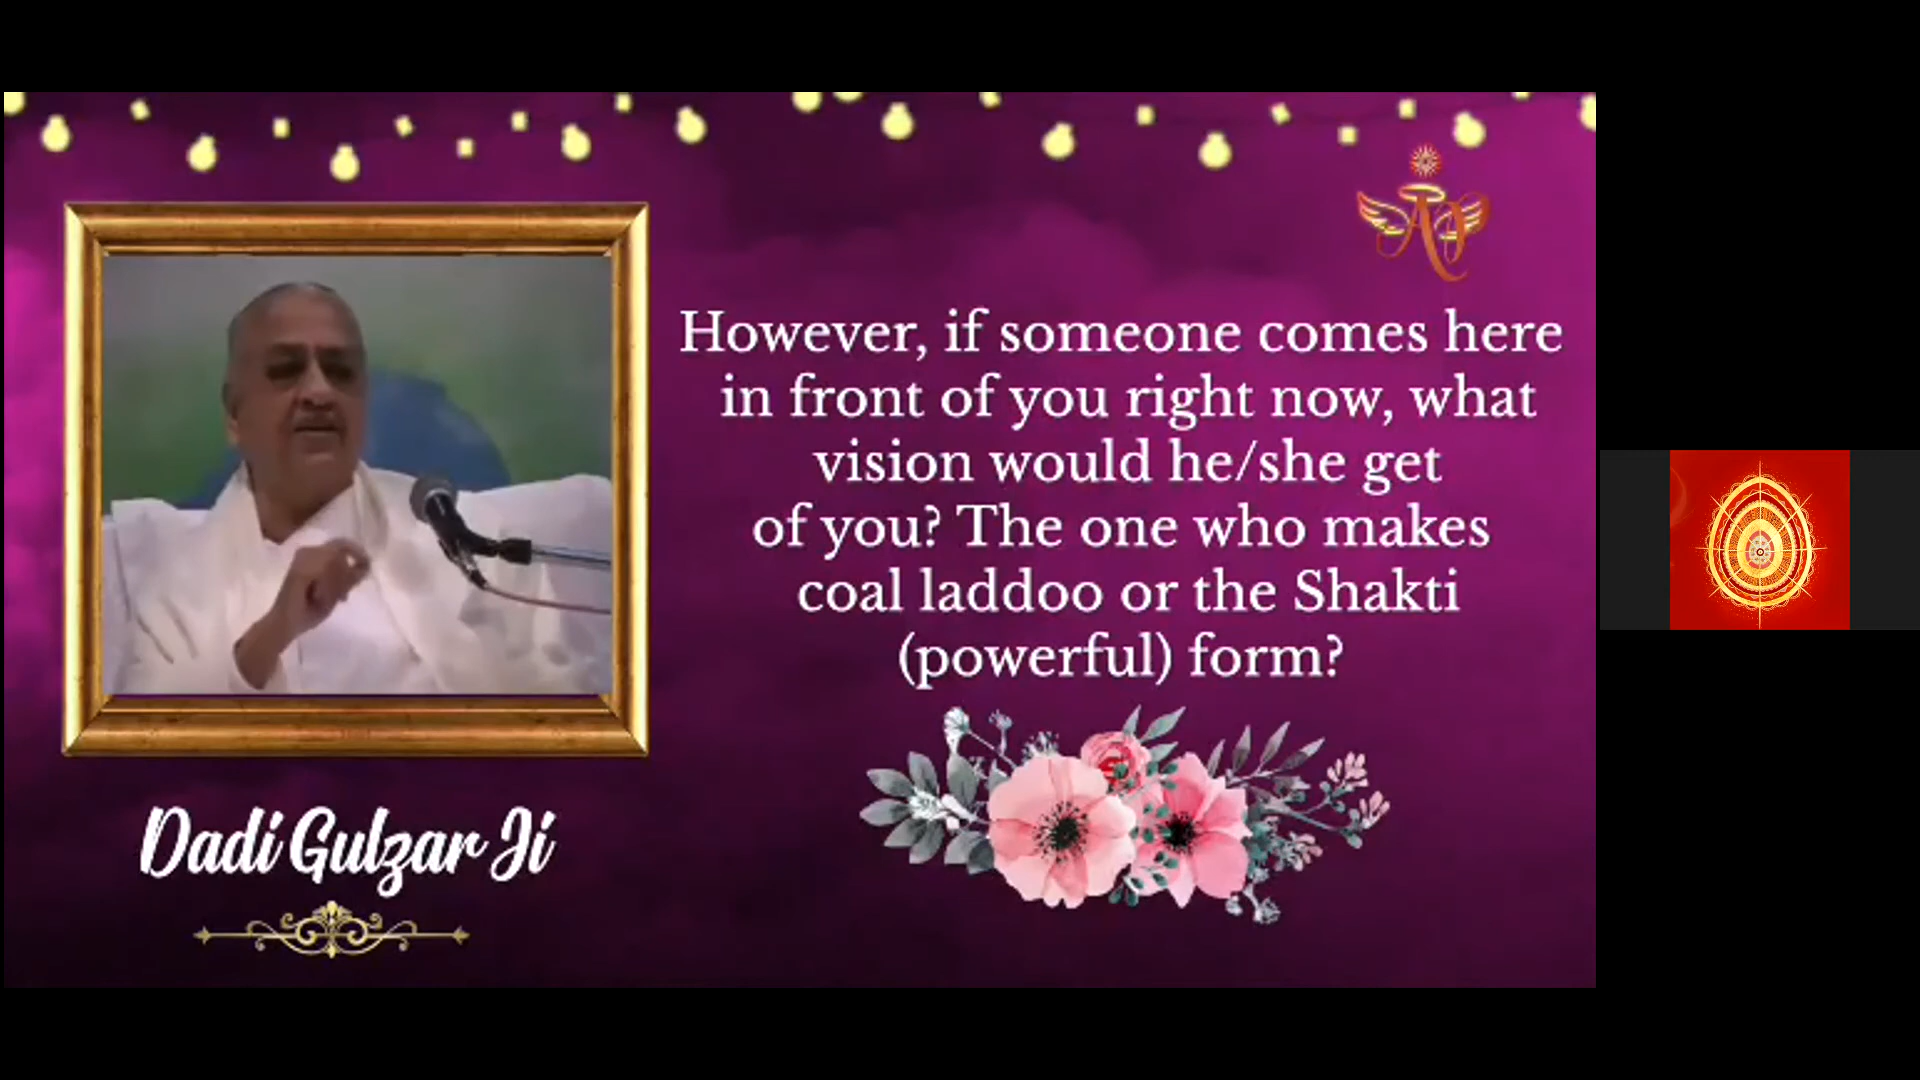 However, if someone comes here
in front of you right now, what
vision would he/she get
of you? The one who makes
coal laddoo or the Shakti
(powerful) form?
Dadi Gulzar Ji